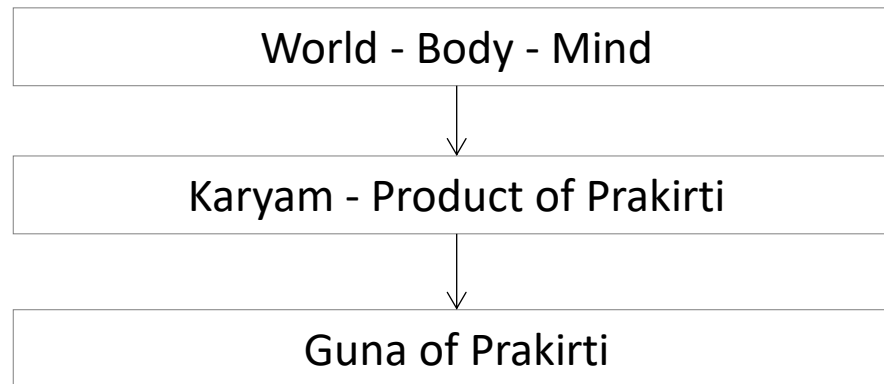 World - Body - Mind
Karyam - Product of Prakirti
Guna of Prakirti